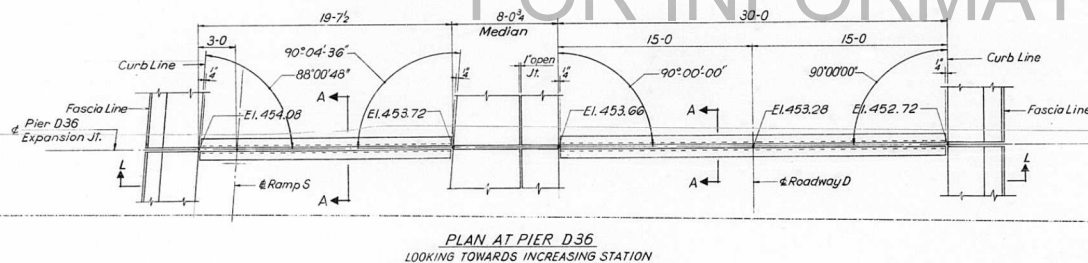 FOR INFORMAT
19-7½
8-0¾
Median
30-0
3-0
15-0
15-0
Curb Line
90°04'-36"
88°00'48"
1"open
Jt.
90°00'-00"
90°00'00"
Curb Line
¼"
¼"
¼"
¼"
Fascia Line
A
El. 454.08
El. 453.72
El. 453.66
A
El. 453.28
El. 452.72
Fascia Line
℄ Pier D36
Expansion Jt.
L
L
℄ Ramp S
A
A
℄ Roadway D
PLAN AT PIER D36
LOOKING TOWARDS INCREASING STATION